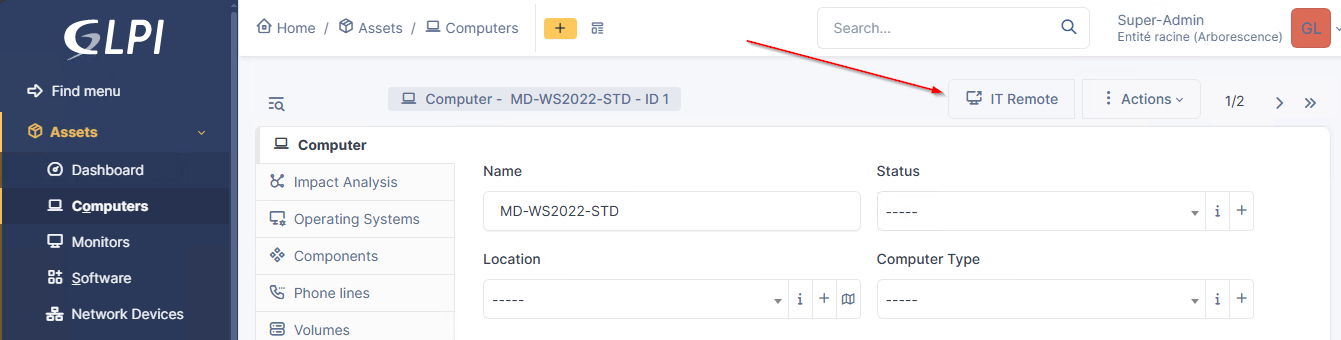 GLPI
Home / Assets / Computers
Search...
Super-Admin
Entité racine (Arborescence)
GL
Find menu
Assets
Dashboard
Computers
Monitors
Software
Network Devices
Computer - MD-WS2022-STD - ID 1
IT Remote
Actions
1/2
Computer
Impact Analysis
Operating Systems
Components
Phone lines
Volumes
Name
MD-WS2022-STD
Status
-----
Location
-----
Computer Type
-----